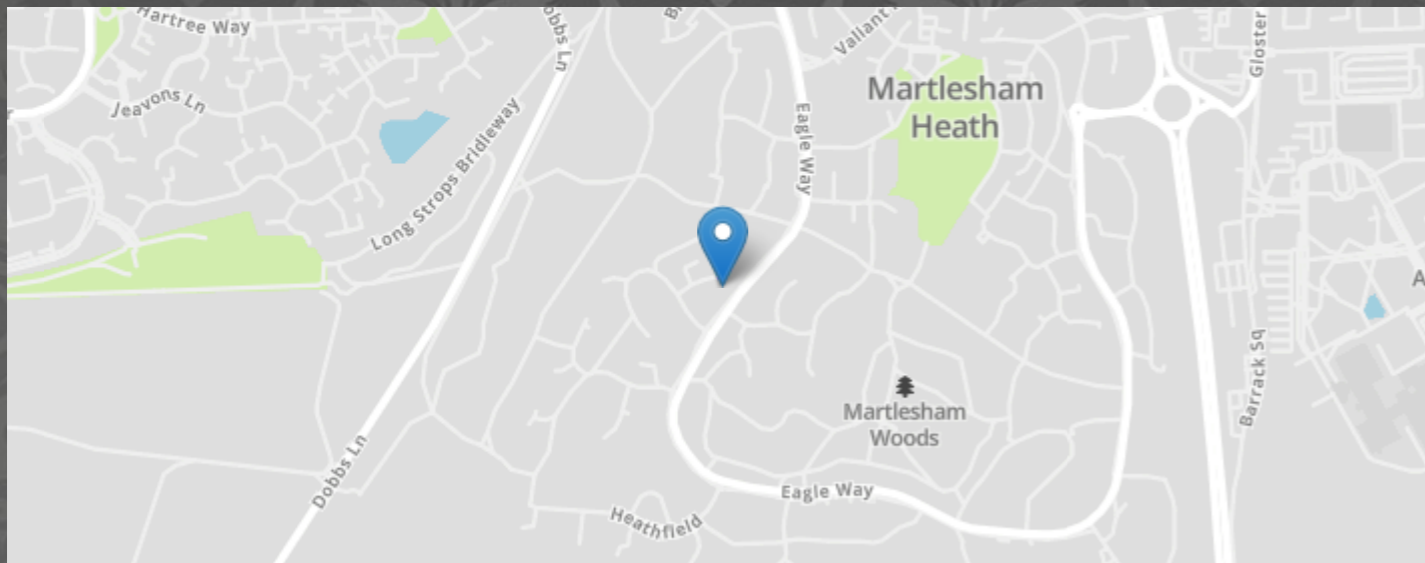 Hartree Way
Jeavons Ln
Long Strops Bridleway
Dobbs Ln
Eagle Way
Martlesham
Heath
Gloster
Martlesham
Woods
Barrack Sq
Dobbs Ln
Eagle Way
Heathfield